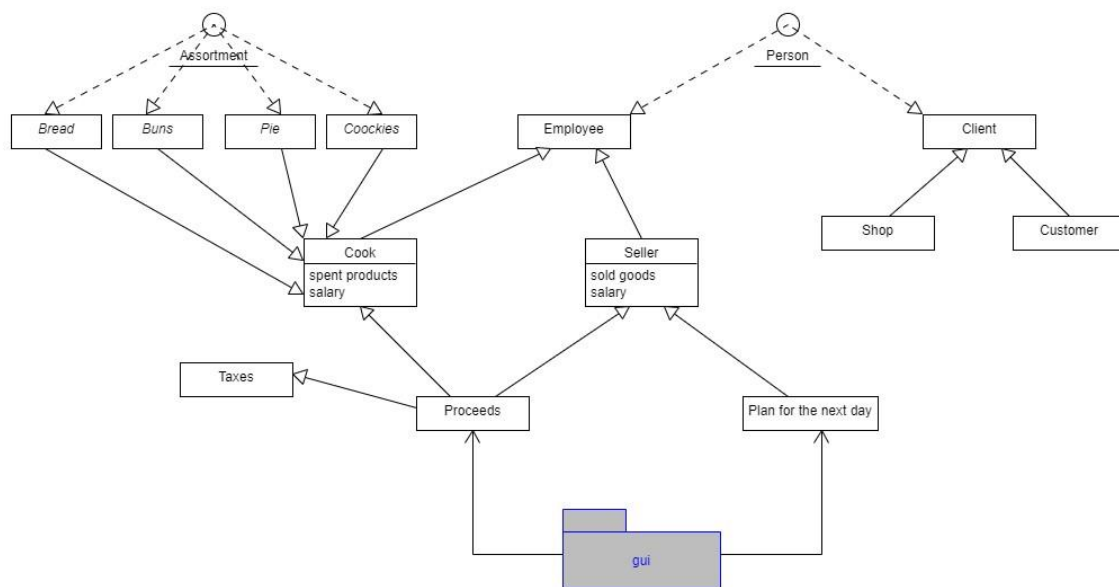 Assortment
Person
Bread
Buns
Pie
Coockies
Employee
Client
Shop
Customer
Cook
spent products
salary
Seller
sold goods
salary
Taxes
Proceeds
Plan for the next day
gui